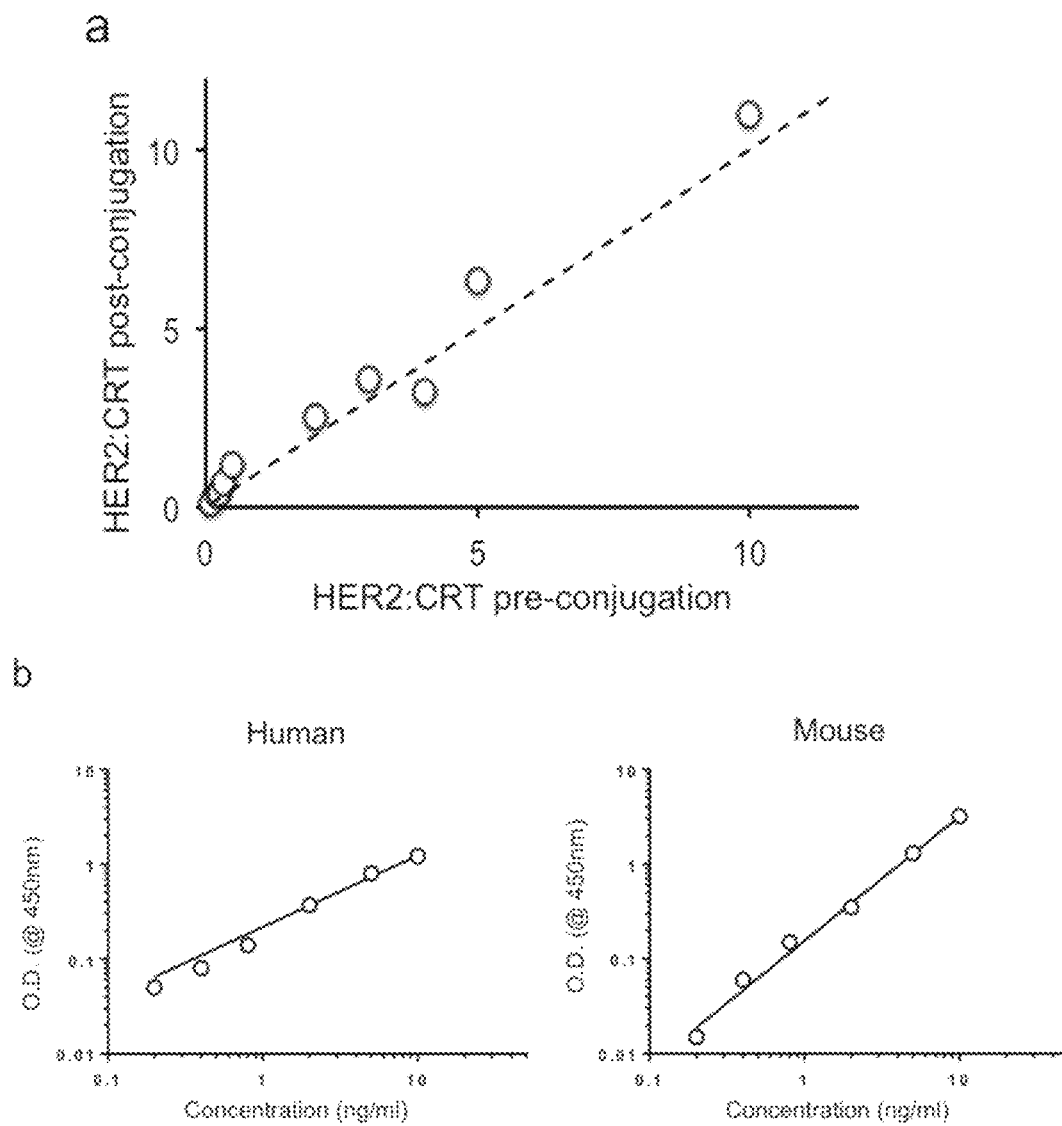 a
HER2:CRT post-conjugation
10
5
0
0 5 10
HER2:CRT pre-conjugation
b
Human
O.D. (@ 450nm)
10
1
0.1
0.01
0.1 1 10
Concentration (ng/ml)
Mouse
O.D. (@ 450nm)
10
1
0.1
0.01
0.1 1 10
Concentration (ng/ml)